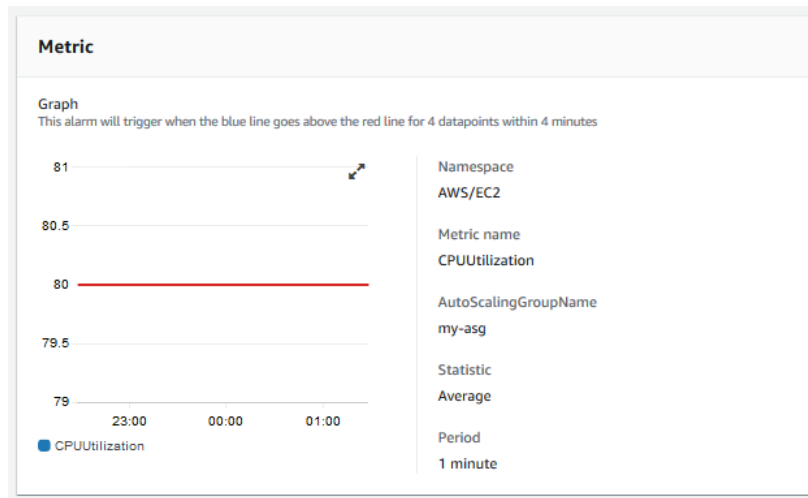 Metric
Graph
This alarm will trigger when the blue line goes above the red line for 4 datapoints within 4 minutes
81
80.5
80
79.5
79
23:00 00:00 01:00
CPUUtilization
Namespace
AWS/EC2
Metric name
CPUUtilization
AutoScalingGroupName
my-asg
Statistic
Average
Period
1 minute